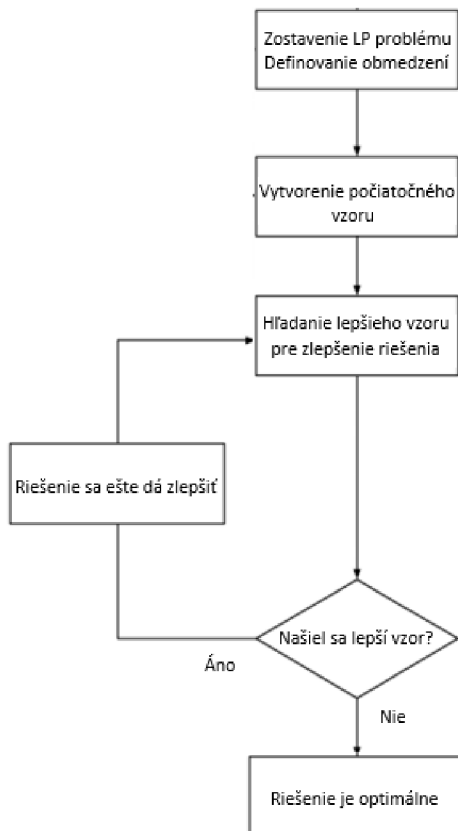 Zostavenie LP problému
Definovanie obmedzení
Vytvorenie počiatočného
vzoru
Hľadanie lepšieho vzoru
pre zlepšenie riešenia
Riešenie sa ešte dá zlepšiť
Našiel sa lepší vzor?
Áno
Nie
Riešenie je optimálne